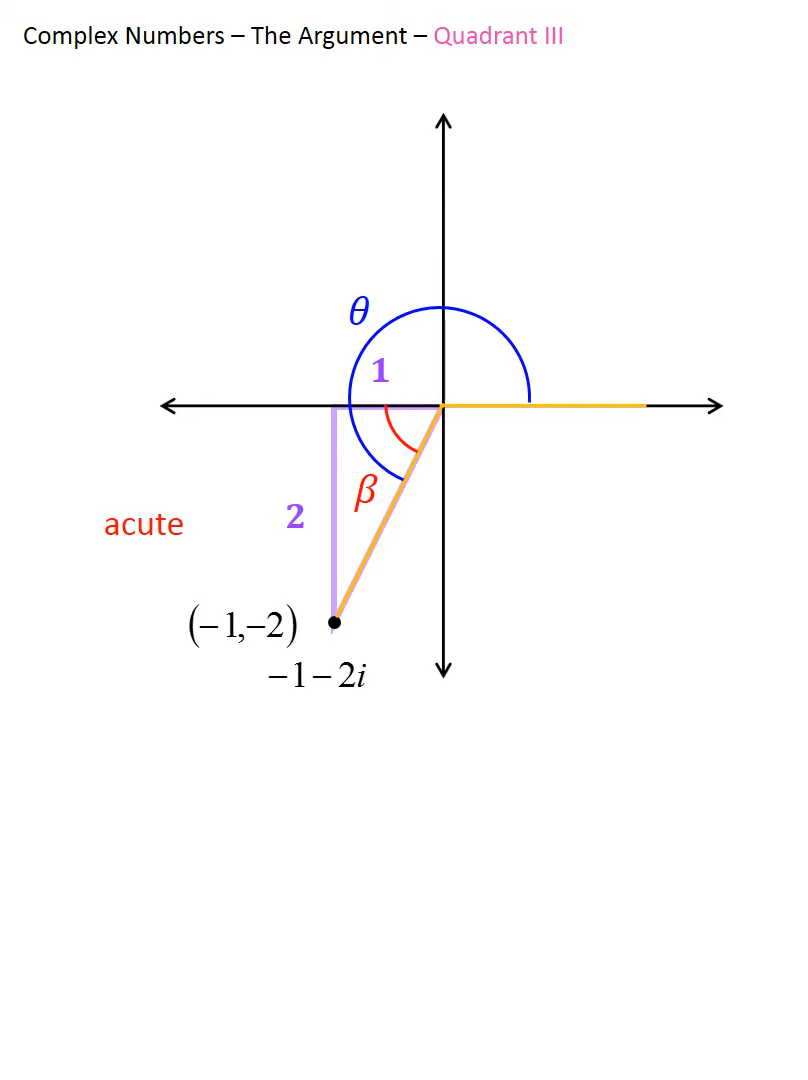 Complex Numbers – The Argument – Quadrant III
θ
1
β
2
acute
(−1,−2)
−1−2i